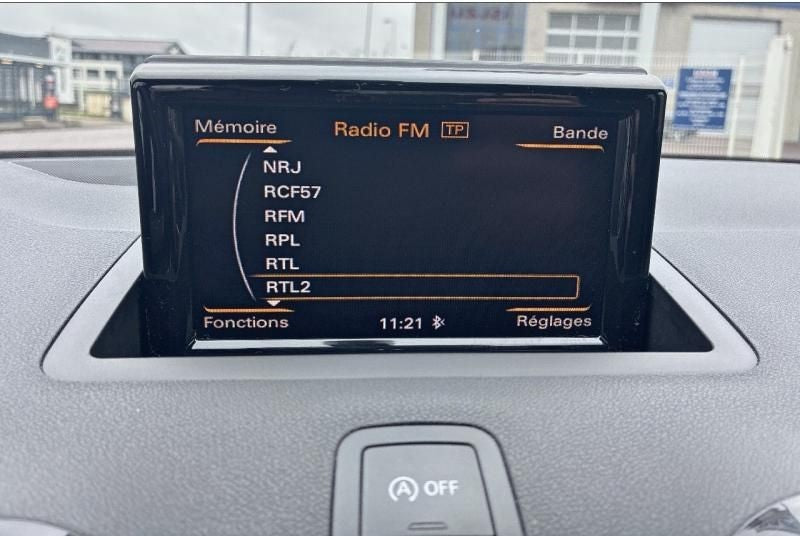 Mémoire Radio FM TP Bande
NRJ
RCF57
RFM
RPL
RTL
RTL2
Fonctions 11:21 Réglages
A OFF